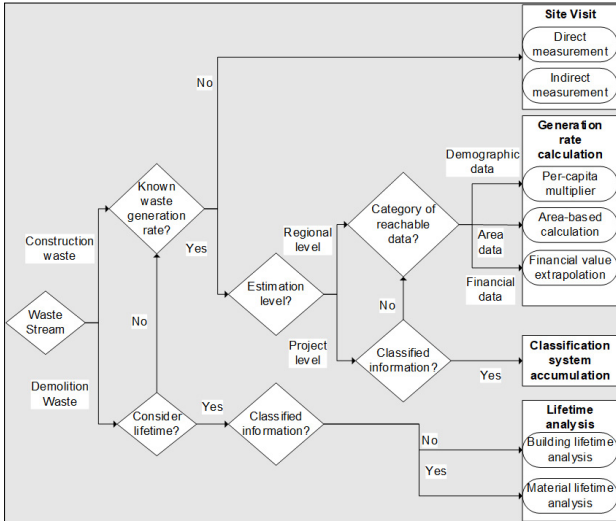 Site Visit
Direct
measurement
Indirect
measurement
No
Generation
rate
calculation
Demographic
data
Per-capita
multiplier
Known
waste
generation
rate?
Category of
reachable
data?
Construction
waste
Yes
Regional
level
Area
data
Area-based
calculation
Financial
data
Financial value
extrapolation
Estimation
level?
Waste
Stream
No
No
Project
level
Classified
information?
Yes
Classification
system
accumulation
Demolition
Waste
Consider
lifetime?
Yes
Classified
information?
Lifetime
analysis
No
Building lifetime
analysis
Yes
Material lifetime
analysis